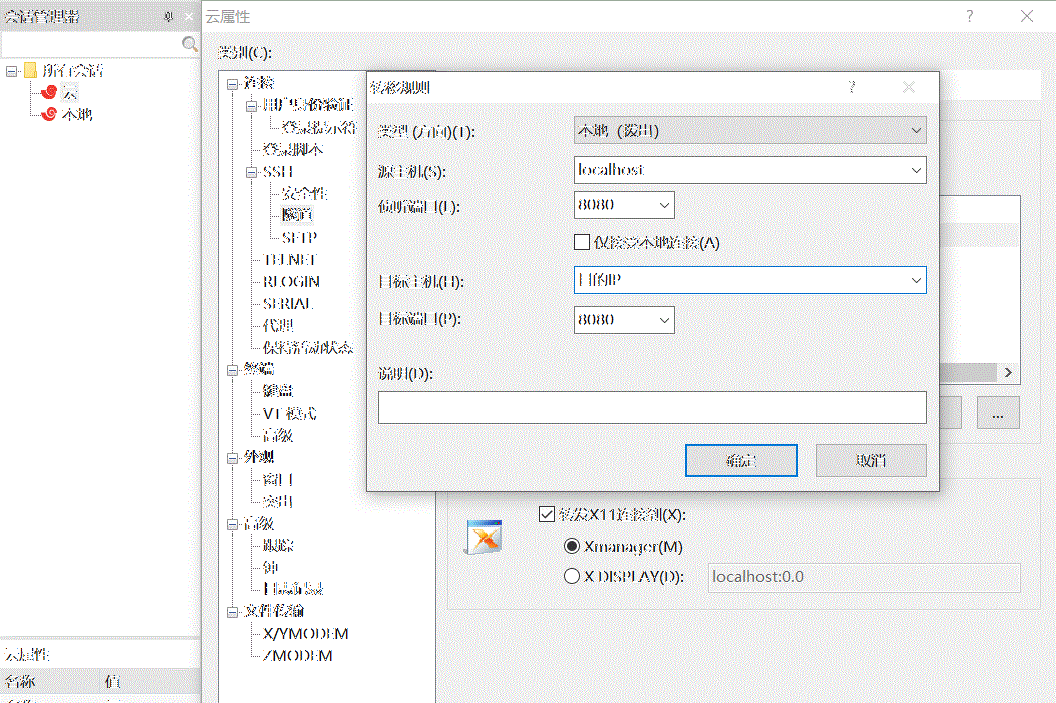 会话管理器
所有会话
云
本地
云属性
名称 值
云属性
类别(C):
连接
用户身份验证
登录提示符
登录脚本
SSH
安全性
隧道
SFTP
TELNET
RLOGIN
SERIAL
代理
保持活动状态
终端
键盘
VT 模式
高级
外观
窗口
突出
高级
跟踪
钟
日志记录
文件传输
X/YMODEM
ZMODEM
转移规则
类型 (方向)(T): 本地 (拨出)
源主机(S): localhost
侦听端口(L): 8080
仅接受本地连接(A)
目标主机(H): 目的IP
目标端口(P): 8080
说明(D):
确定 取消
...
转发X11连接到(X):
Xmanager(M)
X DISPLAY(D): localhost:0.0